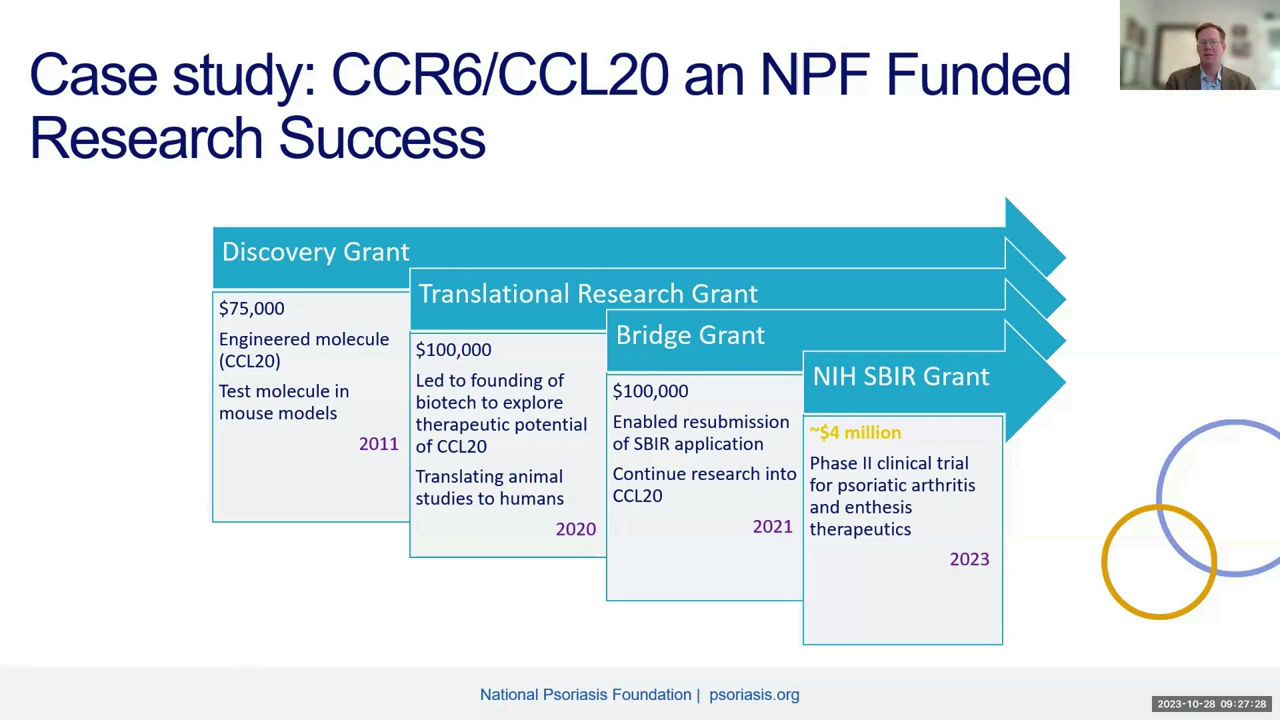 Case study: CCR6/CCL20 an NPF Funded
Research Success
Discovery Grant
$75,000
Engineered molecule
(CCL20)
Test molecule in
mouse models
2011
Translational Research Grant
$100,000
Led to founding of
biotech to explore
therapeutic potential
of CCL20
Translating animal
studies to humans
2020
Bridge Grant
$100,000
Enabled resubmission
of SBIR application
Continue research into
CCL20
2021
NIH SBIR Grant
~$4 million
Phase II clinical trial
for psoriatic arthritis
and enthesis
therapeutics
2023
National Psoriasis Foundation | psoriasis.org
2023-10-28 09:27:28